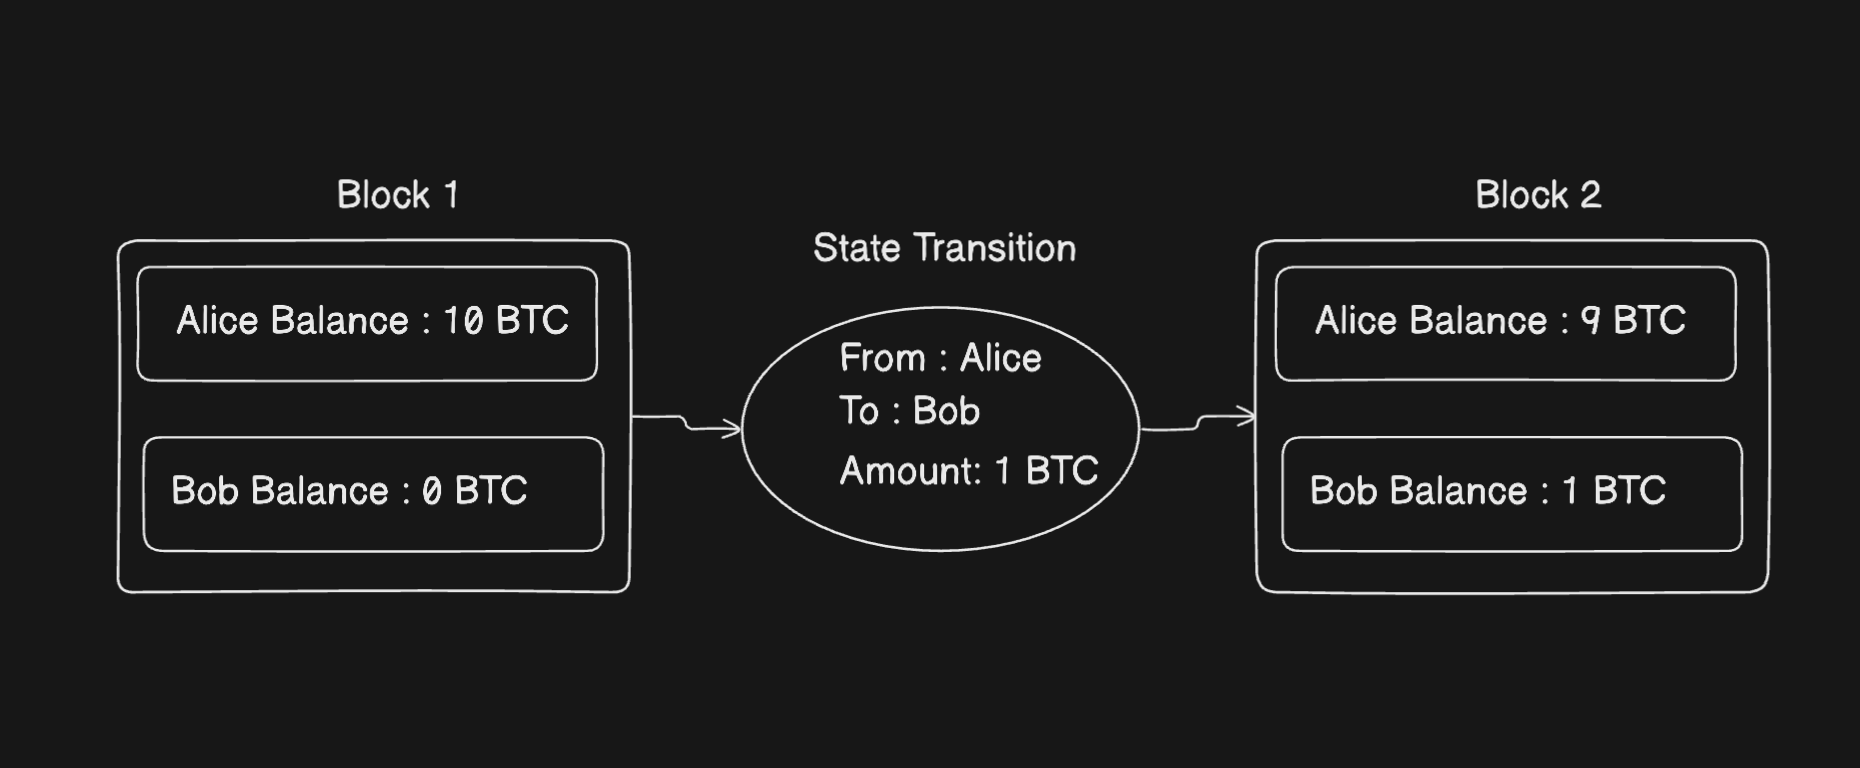 Block 1
Alice Balance : 10 BTC
Bob Balance : 0 BTC
State Transition
From : Alice
To : Bob
Amount: 1 BTC
Block 2
Alice Balance : 9 BTC
Bob Balance : 1 BTC